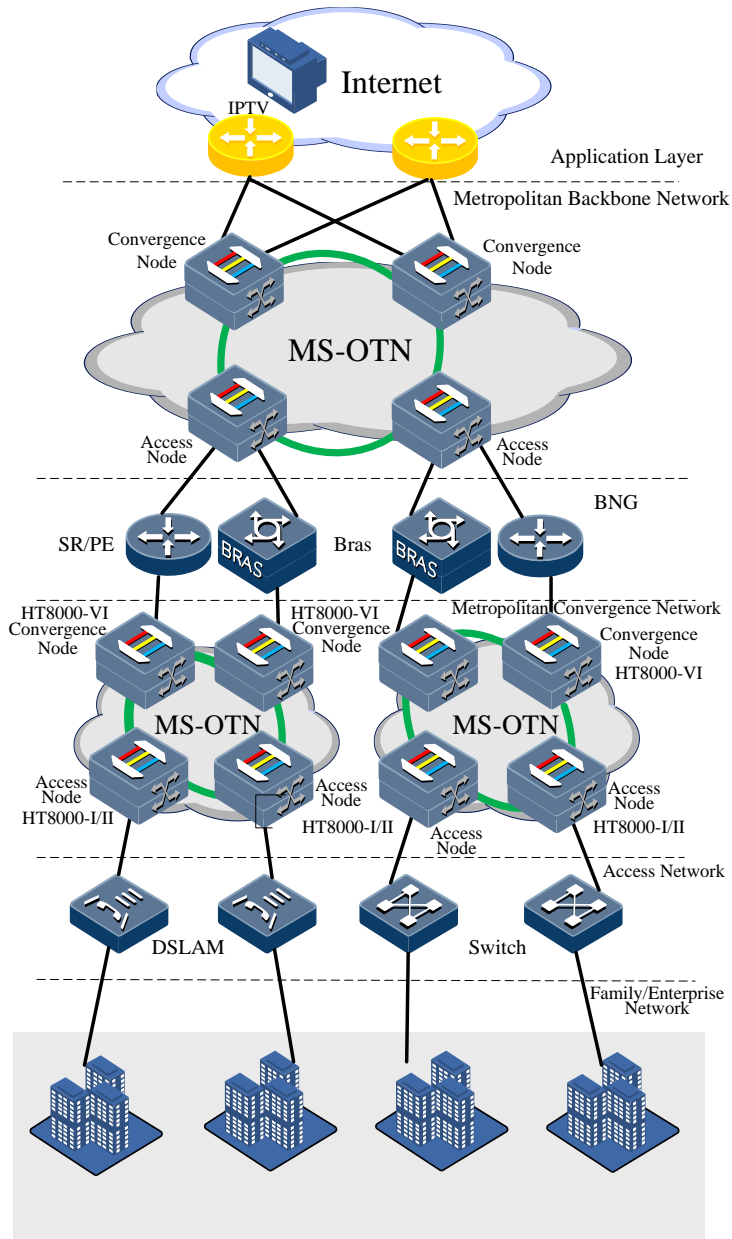 Internet
IPTV
Application Layer
Metropolitan Backbone Network
Convergence
Node
Convergence
Node
MS-OTN
Access
Node
Access
Node
BNG
SR/PE
BRAS
Bras
BRAS
HT8000-VI
Convergence
Node
HT8000-VI
Convergence
Node
Metropolitan Convergence Network
Convergence
Node
HT8000-VI
MS-OTN
MS-OTN
Access
Node
HT8000-I/II
Access
Node
HT8000-I/II
Access
Node
Access
Node
HT8000-I/II
Access Network
DSLAM
Switch
Family/Enterprise
Network